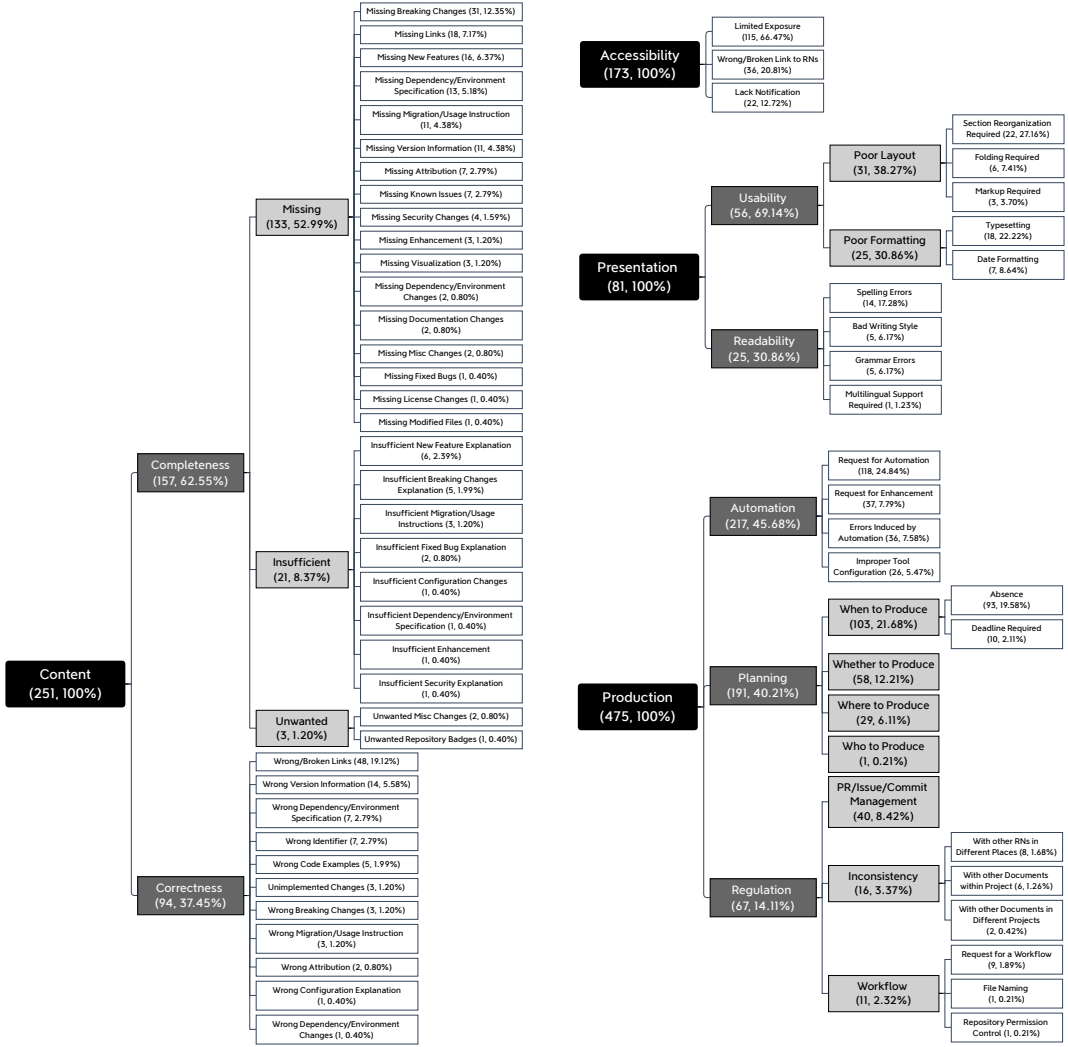 Content
(251, 100%)
Completeness
(157, 62.55%)
Missing
(133, 52.99%)
Missing Breaking Changes (31, 12.35%)
Missing Links (18, 7.17%)
Missing New Features (16, 6.37%)
Missing Dependency/Environment
Specification (13, 5.18%)
Missing Migration/Usage Instruction
(11, 4.38%)
Missing Version Information (11, 4.38%)
Missing Attribution (7, 2.79%)
Missing Known Issues (7, 2.79%)
Missing Security Changes (4, 1.59%)
Missing Enhancement (3, 1.20%)
Missing Visualization (3, 1.20%)
Missing Dependency/Environment
Changes (2, 0.80%)
Missing Documentation Changes
(2, 0.80%)
Missing Misc Changes (2, 0.80%)
Missing Fixed Bugs (1, 0.40%)
Missing License Changes (1, 0.40%)
Missing Modified Files (1, 0.40%)
Insufficient
(21, 8.37%)
Insufficient New Feature Explanation
(6, 2.39%)
Insufficient Breaking Changes
Explanation (5, 1.99%)
Insufficient Migration/Usage
Instructions (3, 1.20%)
Insufficient Fixed Bug Explanation
(2, 0.80%)
Insufficient Configuration Changes
(1, 0.40%)
Insufficient Dependency/Environment
Specification (1, 0.40%)
Insufficient Enhancement
(1, 0.40%)
Insufficient Security Explanation
(1, 0.40%)
Unwanted
(3, 1.20%)
Unwanted Misc Changes (2, 0.80%)
Unwanted Repository Badges (1, 0.40%)
Correctness
(94, 37.45%)
Wrong/Broken Links (48, 19.12%)
Wrong Version Information (14, 5.58%)
Wrong Dependency/Environment
Specification (7, 2.79%)
Wrong Identifier (7, 2.79%)
Wrong Code Examples (5, 1.99%)
Unimplemented Changes (3, 1.20%)
Wrong Breaking Changes (3, 1.20%)
Wrong Migration/Usage Instruction
(3, 1.20%)
Wrong Attribution (2, 0.80%)
Wrong Configuration Explanation
(1, 0.40%)
Wrong Dependency/Environment
Changes (1, 0.40%)
Accessibility
(173, 100%)
Limited Exposure
(115, 66.47%)
Wrong/Broken Link to RNs
(36, 20.81%)
Lack Notification
(22, 12.72%)
Presentation
(81, 100%)
Usability
(56, 69.14%)
Poor Layout
(31, 38.27%)
Section Reorganization
Required (22, 27.16%)
Folding Required
(6, 7.41%)
Markup Required
(3, 3.70%)
Poor Formatting
(25, 30.86%)
Typesetting
(18, 22.22%)
Date Formatting
(7, 8.64%)
Readability
(25, 30.86%)
Spelling Errors
(14, 17.28%)
Bad Writing Style
(5, 6.17%)
Grammar Errors
(5, 6.17%)
Multilingual Support
Required (1, 1.23%)
Production
(475, 100%)
Automation
(217, 45.68%)
Request for Automation
(118, 24.84%)
Request for Enhancement
(37, 7.79%)
Errors Induced by
Automation (36, 7.58%)
Improper Tool
Configuration (26, 5.47%)
Planning
(191, 40.21%)
When to Produce
(103, 21.68%)
Absence
(93, 19.58%)
Deadline Required
(10, 2.11%)
Whether to Produce
(58, 12.21%)
Where to Produce
(29, 6.11%)
Who to Produce
(1, 0.21%)
Regulation
(67, 14.11%)
PR/Issue/Commit
Management
(40, 8.42%)
Inconsistency
(16, 3.37%)
With other RNs in
Different Places (8, 1.68%)
With other Documents
within Project (6, 1.26%)
With other Documents in
Different Projects
(2, 0.42%)
Workflow
(11, 2.32%)
Request for a Workflow
(9, 1.89%)
File Naming
(1, 0.21%)
Repository Permission
Control (1, 0.21%)